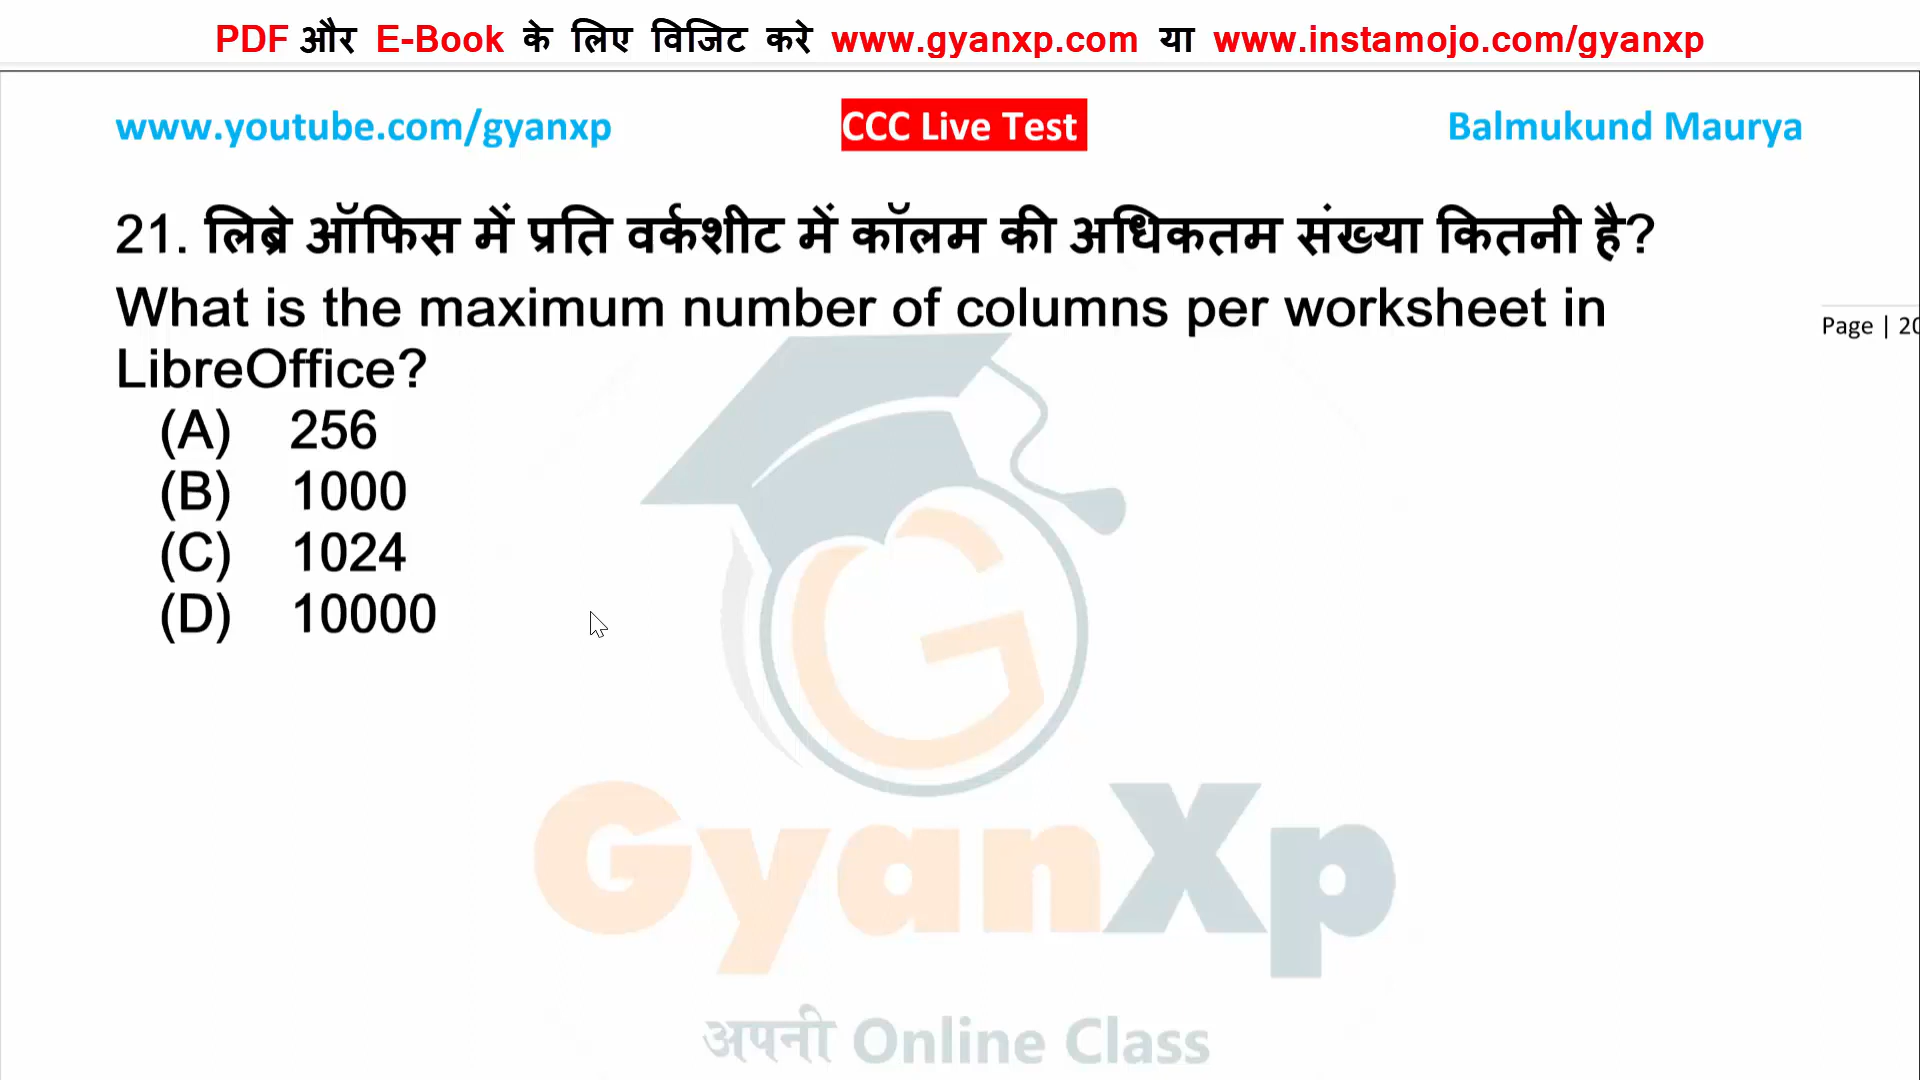 PDF और E-Book के लिए विजिट करे www.gyanxp.com या www.instamojo.com/gyanxp
www.youtube.com/gyanxp CCC Live Test Balmukund Maurya
21. लिब्रे ऑफिस में प्रति वर्कशीट में कॉलम की अधिकतम संख्या कितनी है?
What is the maximum number of columns per worksheet in
Page | 20
LibreOffice?
(A) 256
(B) 1000
(C) 1024
(D) 10000
GyanXp
अपनी Online Class